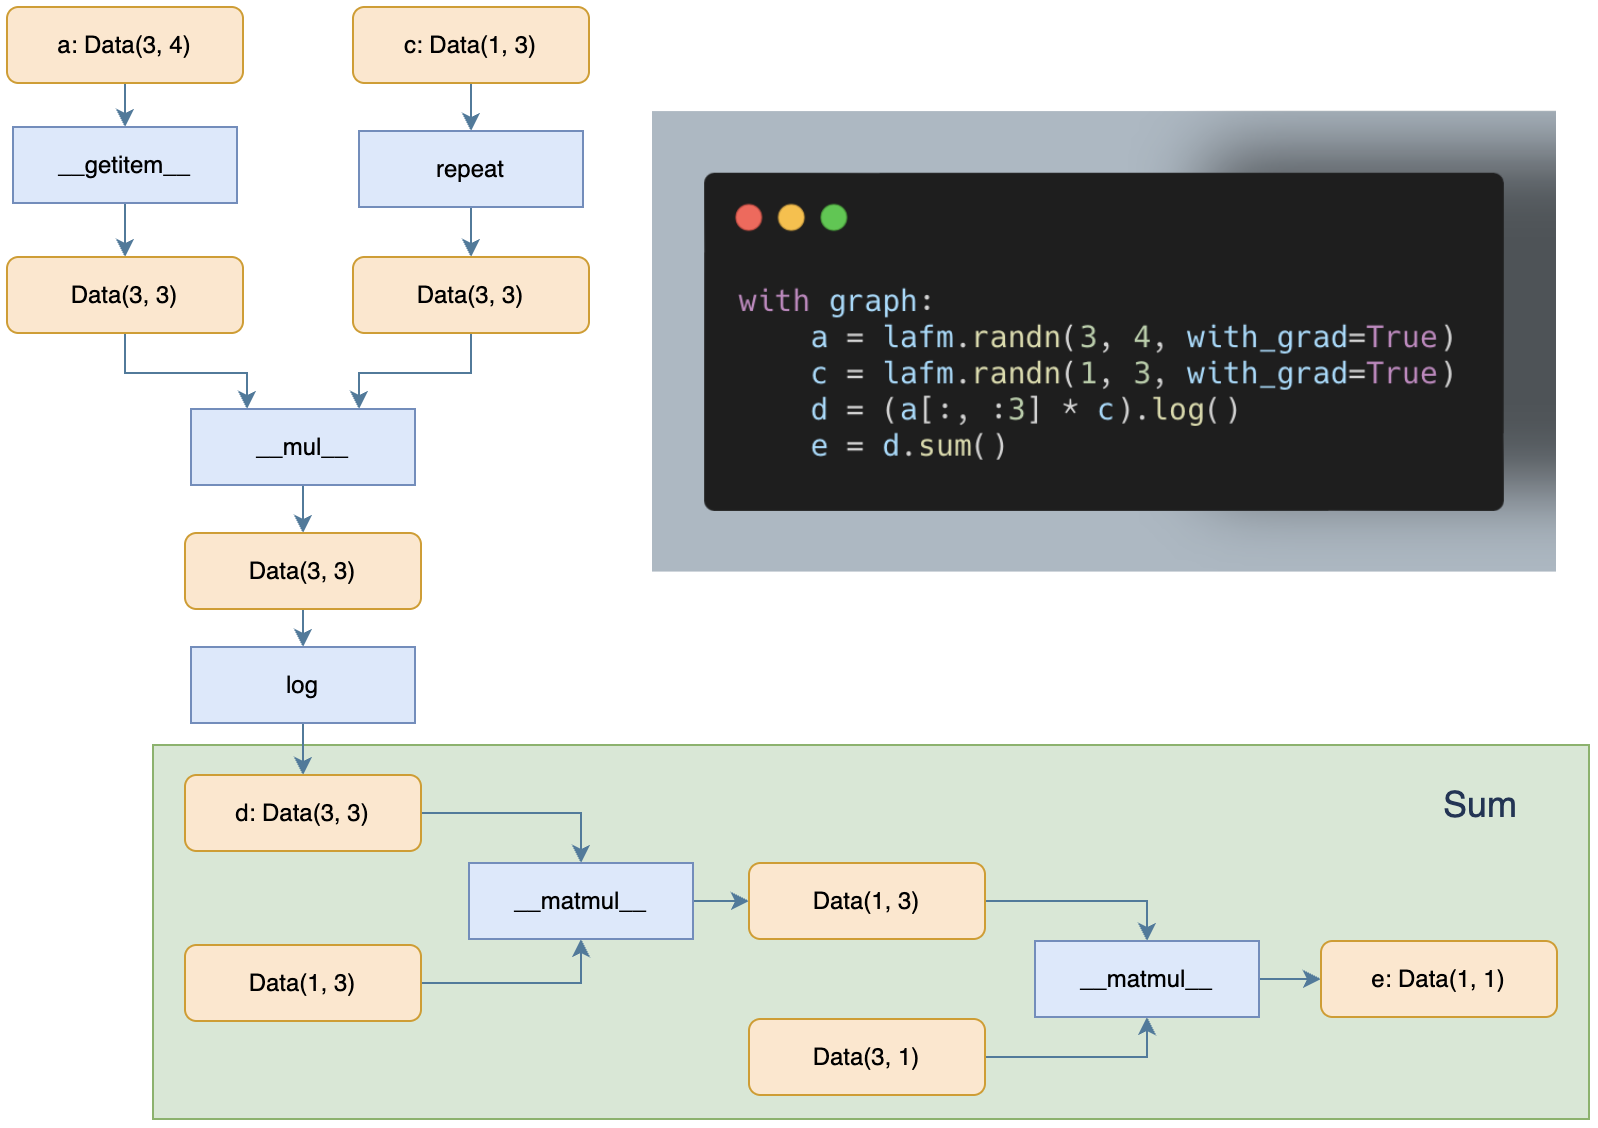 a: Data(3, 4)
c: Data(1, 3)
__getitem__
repeat
Data(3, 3)
Data(3, 3)
__mul__
Data(3, 3)
log
with graph:
    a = lafm.randn(3, 4, with_grad=True)
    c = lafm.randn(1, 3, with_grad=True)
    d = (a[:, :3] * c).log()
    e = d.sum()
Sum
d: Data(3, 3)
__matmul__
Data(1, 3)
Data(1, 3)
__matmul__
e: Data(1, 1)
Data(3, 1)